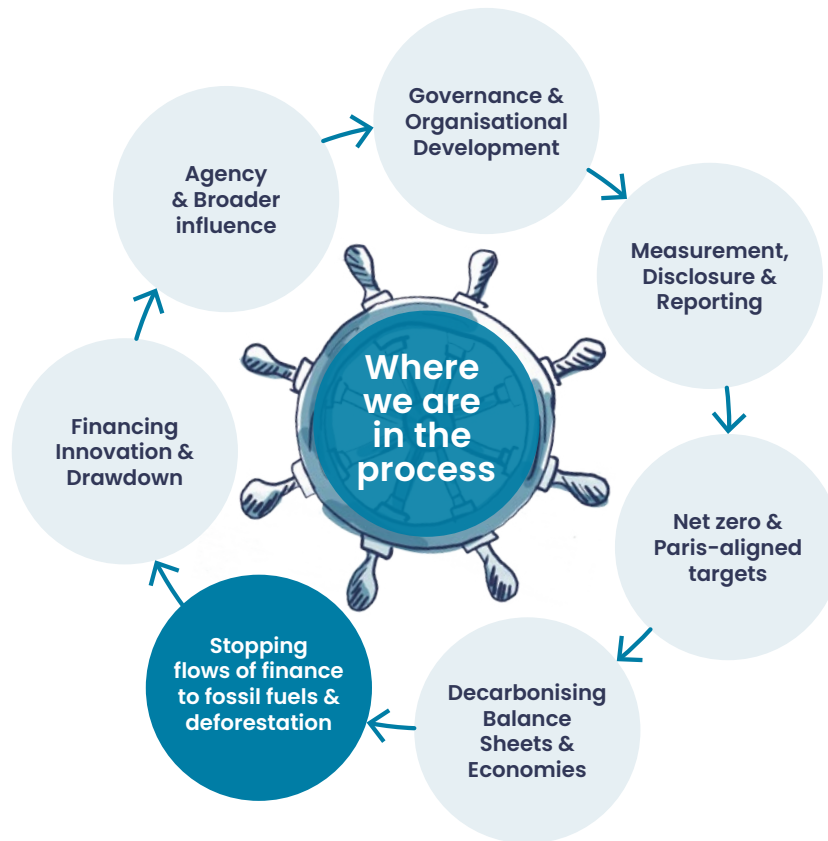 Governance &
Organisational
Development
Measurement,
Disclosure &
Reporting
Net zero &
Paris-aligned
targets
Decarbonising
Balance
Sheets &
Economies
Stopping
flows of finance
to fossil fuels &
deforestation
Financing
Innovation &
Drawdown
Agency
& Broader
influence
Where
we are
in the
process